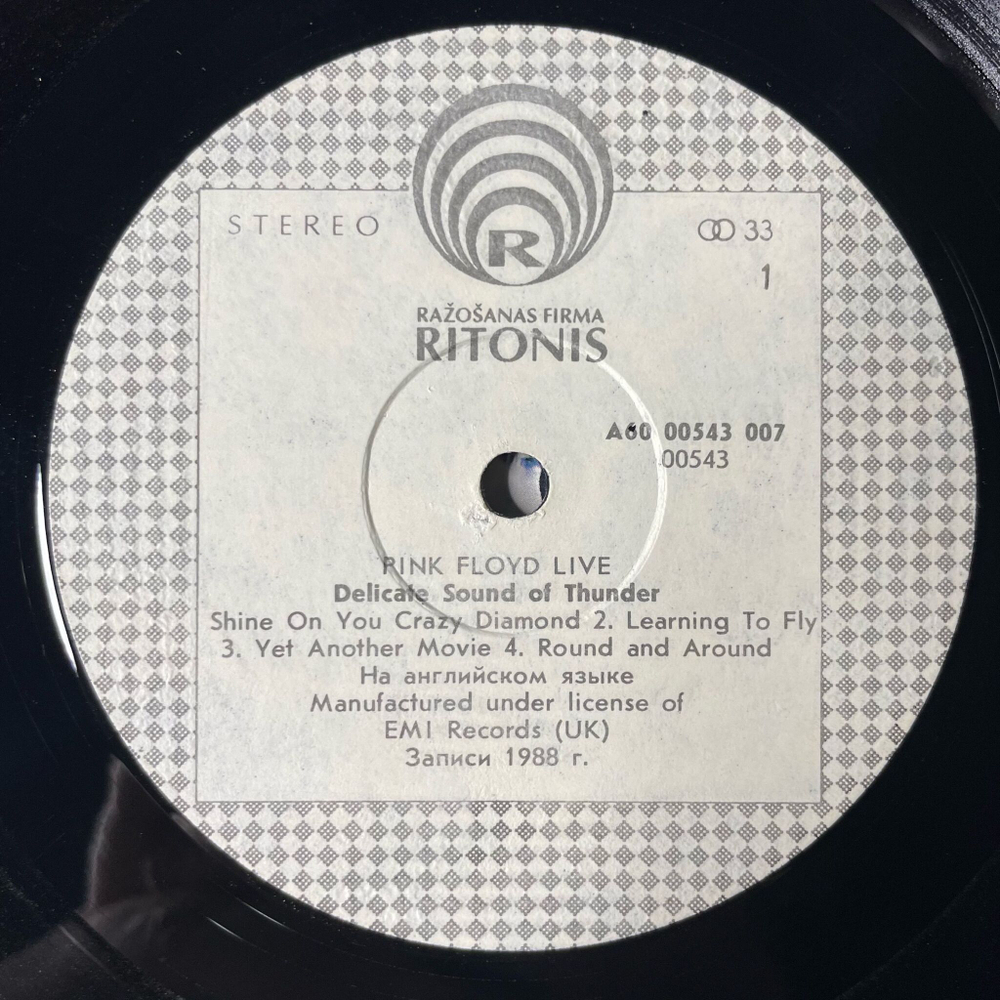 R
STEREO
33
1
RAŽOŠANAS FIRMA
RITONIS
A60 00543 007
00543
PINK FLOYD LIVE
Delicate Sound of Thunder
Shine On You Crazy Diamond 2. Learning To Fly
3. Yet Another Movie 4. Round and Around
На английском языке
Manufactured under license of
EMI Records (UK)
Записи 1988 г.